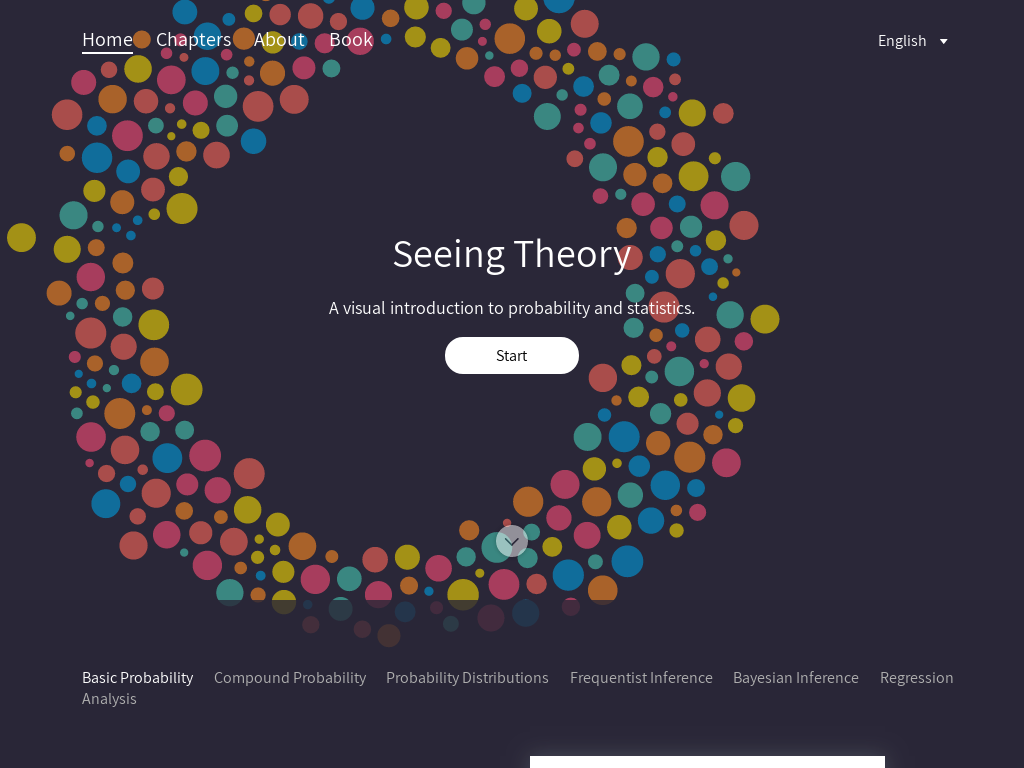 Home Chapters About Book English
Seeing Theory
A visual introduction to probability and statistics.
Start
Basic Probability Compound Probability Probability Distributions Frequentist Inference Bayesian Inference Regression
Analysis